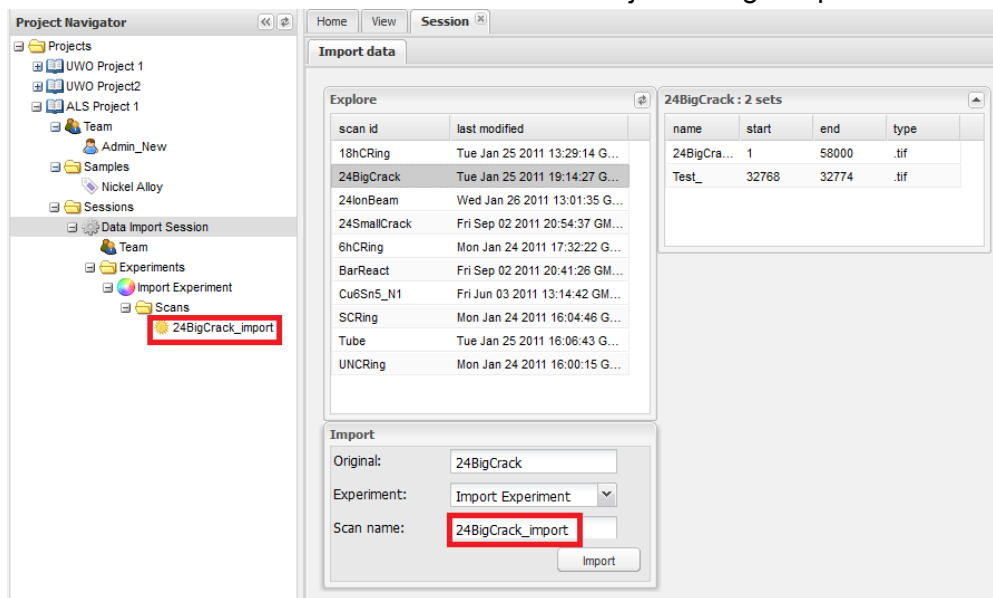 Project Navigator
Projects
UWO Project 1
UWO Project2
ALS Project 1
Team
Admin_New
Samples
Nickel Alloy
Sessions
Data Import Session
Team
Experiments
Import Experiment
Scans
24BigCrack_import
Home View Session
Import data
Explore
scan id last modified
18hCRing Tue Jan 25 2011 13:29:14 G...
24BigCrack Tue Jan 25 2011 19:14:27 G...
24IonBeam Wed Jan 26 2011 13:01:35 G...
24SmallCrack Fri Sep 02 2011 20:54:37 GM...
6hCRing Mon Jan 24 2011 17:32:22 G...
BarReact Fri Sep 02 2011 20:41:26 GM...
Cu6Sn5_N1 Fri Jun 03 2011 13:14:42 GM...
SCRing Mon Jan 24 2011 16:04:46 G...
Tube Tue Jan 25 2011 16:06:43 G...
UNCRing Mon Jan 24 2011 16:00:15 G...
24BigCrack : 2 sets
name start end type
24BigCra... 1 58000 .tif
Test_ 32768 32774 .tif
Import
Original: 24BigCrack
Experiment: Import Experiment
Scan name: 24BigCrack_import
Import